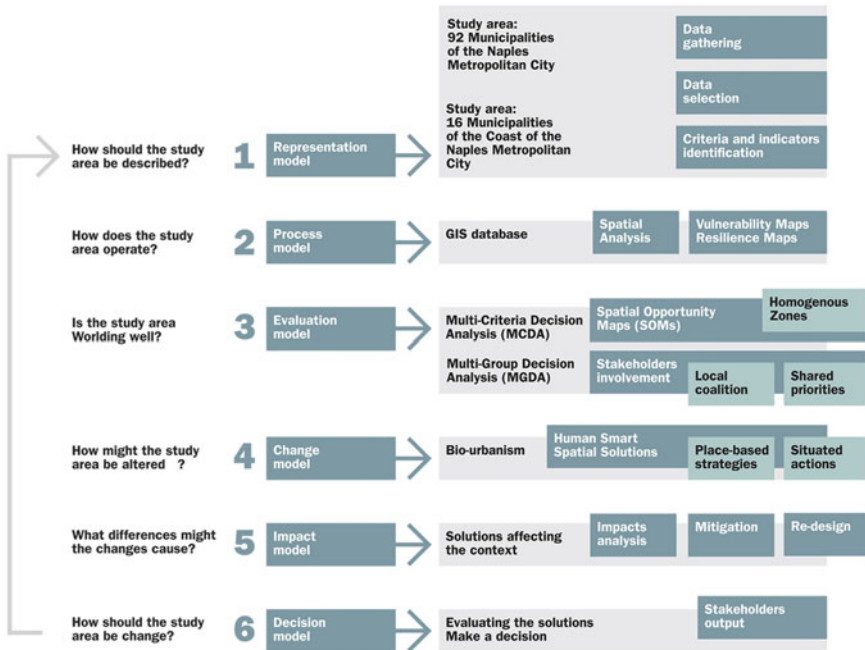 Study area:
92 Municipalities
of the Naples
Metropolitan City
Data
gathering
Data
selection
How should the study
area be described?
1
Representation
model
Study area:
16 Municipalities
of the Coast of the
Naples Metropolitan
City
Criteria and indicators
identification
How does the study
area operate?
2
Process
model
GIS database
Spatial
Analysis
Vulnerability Maps
Resilience Maps
Is the study area
Worlding well?
3
Evaluation
model
Multi-Criteria Decision
Analysis (MCDA)
Spatial Opportunity
Maps (SOMs)
Homogenous
Zones
Multi-Group Decision
Analysis (MGDA)
Stakeholders
involvement
Local
coalition
Shared
priorities
How might the study
area be altered ?
4
Change
model
Bio-urbanism
Human Smart
Spatial Solutions
Place-based
strategies
Situated
actions
What differences might
the changes cause?
5
Impact
model
Solutions affecting
the context
Impacts
analysis
Mitigation
Re-design
How should the study
area be change?
6
Decision
model
Evaluating the solutions
Make a decision
Stakeholders
output